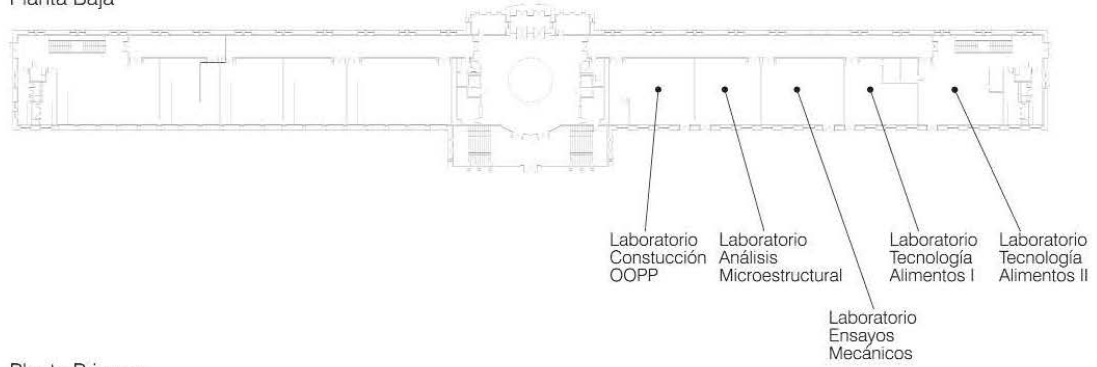 Planta Baja
Laboratorio
Constucción
OOPP
Laboratorio
Análisis
Microestructural
Laboratorio
Ensayos
Mecánicos
Laboratorio
Tecnología
Alimentos I
Laboratorio
Tecnología
Alimentos II